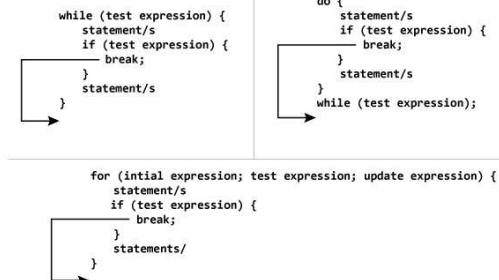 while (test expression) {
statement/s
if (test expression) {
break;
}
statement/s
}
do {
statement/s
if (test expression) {
break;
}
statement/s
}
while (test expression);
for (intial expression; test expression; update expression) {
statement/s
if (test expression) {
break;
}
statements/
}